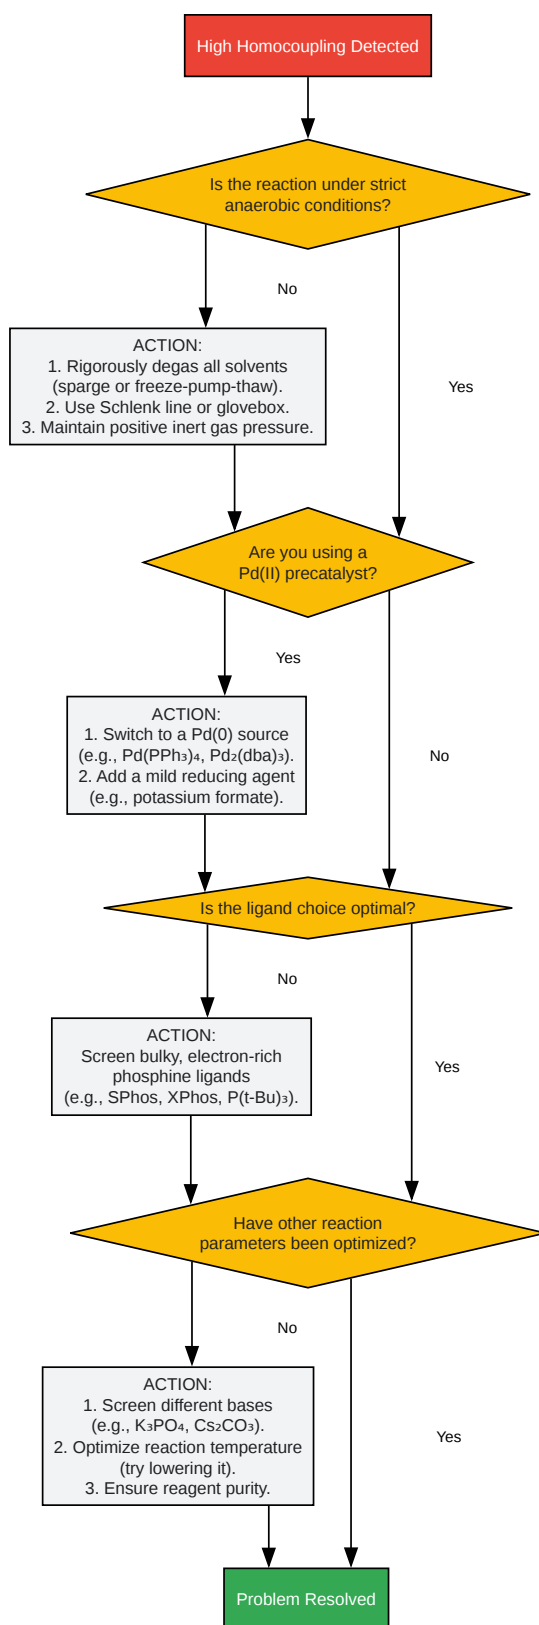 High Homocoupling Detected
Is the reaction under strict
anaerobic conditions?
No
ACTION:
1. Rigorously degas all solvents
(sparge or freeze-pump-thaw).
2. Use Schlenk line or glovebox.
3. Maintain positive inert gas pressure.
Yes
Are you using a
Pd(II) precatalyst?
Yes
ACTION:
1. Switch to a Pd(0) source
(e.g., Pd(PPh₃)₄, Pd₂(dba)₃).
2. Add a mild reducing agent
(e.g., potassium formate).
No
Is the ligand choice optimal?
No
ACTION:
Screen bulky, electron-rich
phosphine ligands
(e.g., SPhos, XPhos, P(t-Bu)₃).
Yes
Have other reaction
parameters been optimized?
No
ACTION:
1. Screen different bases
(e.g., K₃PO₄, Cs₂CO₃).
2. Optimize reaction temperature
(try lowering it).
3. Ensure reagent purity.
Yes
Problem Resolved